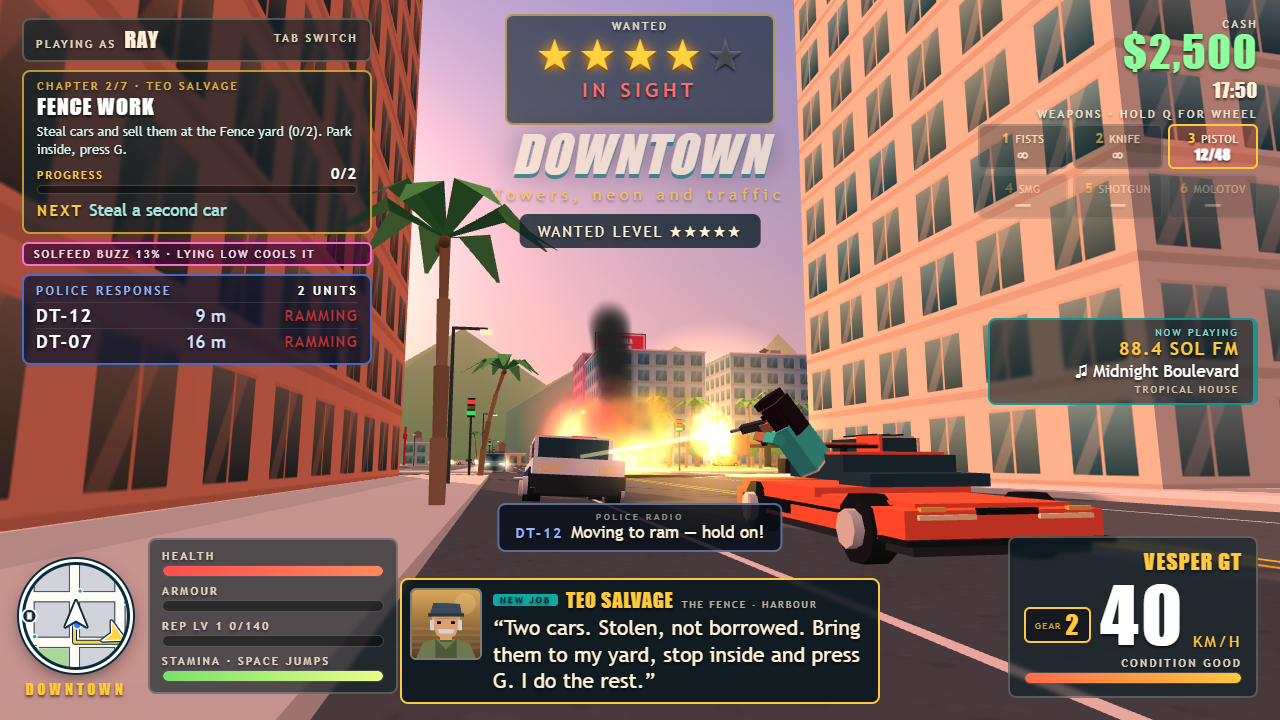 PLAYING AS RAY TAB SWITCH
CHAPTER 2/7 · TEO SALVAGE
FENCE WORK
Steal cars and sell them at the Fence yard (0/2). Park
inside, press G.
PROGRESS 0/2
NEXT Steal a second car
SOLFEED BUZZ 13% · LYING LOW COOLS IT
POLICE RESPONSE 2 UNITS
DT-12 9 m RAMMING
DT-07 16 m RAMMING
WANTED
IN SIGHT
DOWNTOWN
Towers, neon and traffic
WANTED LEVEL ★★★★★
CASH
$2,500
17:50
WEAPONS · HOLD Q FOR WHEEL
1 FISTS 2 KNIFE 3 PISTOL
∞ ∞ 12/48
4 SMG 5 SHOTGUN 6 MOLOTOV
— — —
NOW PLAYING
88.4 SOL FM
♫ Midnight Boulevard
TROPICAL HOUSE
POLICE RADIO
DT-12 Moving to ram — hold on!
HEALTH
ARMOUR
REP LV 1 0/140
STAMINA · SPACE JUMPS
DOWNTOWN
NEW JOB TEO SALVAGE THE FENCE · HARBOUR
“Two cars. Stolen, not borrowed. Bring
them to my yard, stop inside and press
G. I do the rest.”
VESPER GT
GEAR 2 40 KM/H
CONDITION GOOD